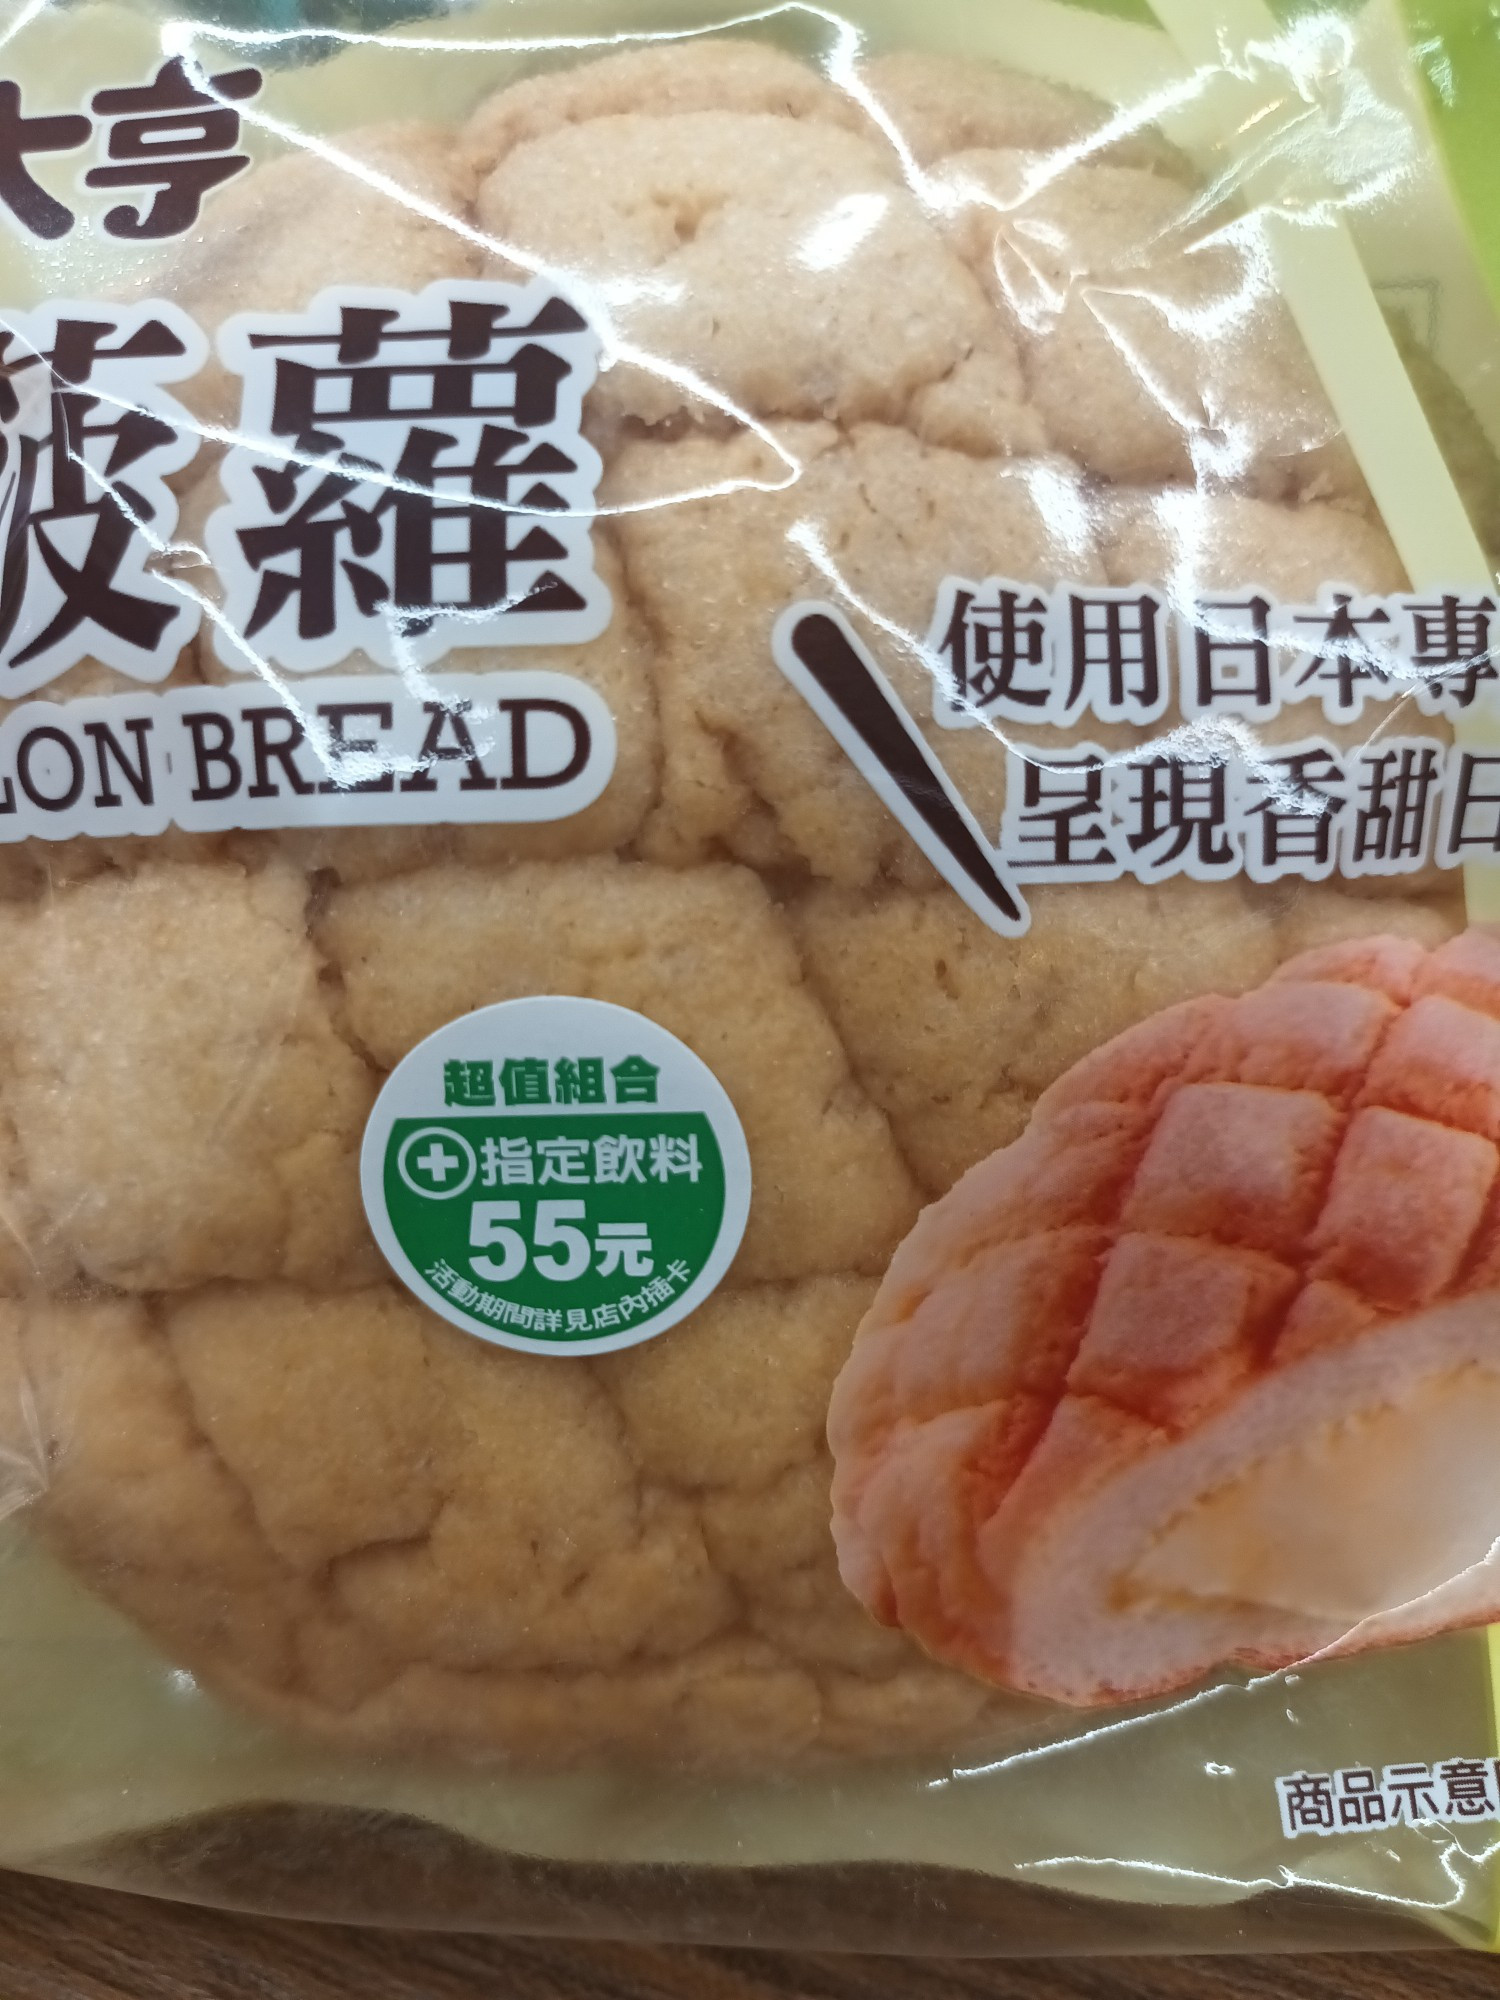 大亨
菠蘿
LON BREAD
使用日本專
呈現香甜日
超值組合
+指定飲料
55元
活動期間詳見店內插卡
商品示意